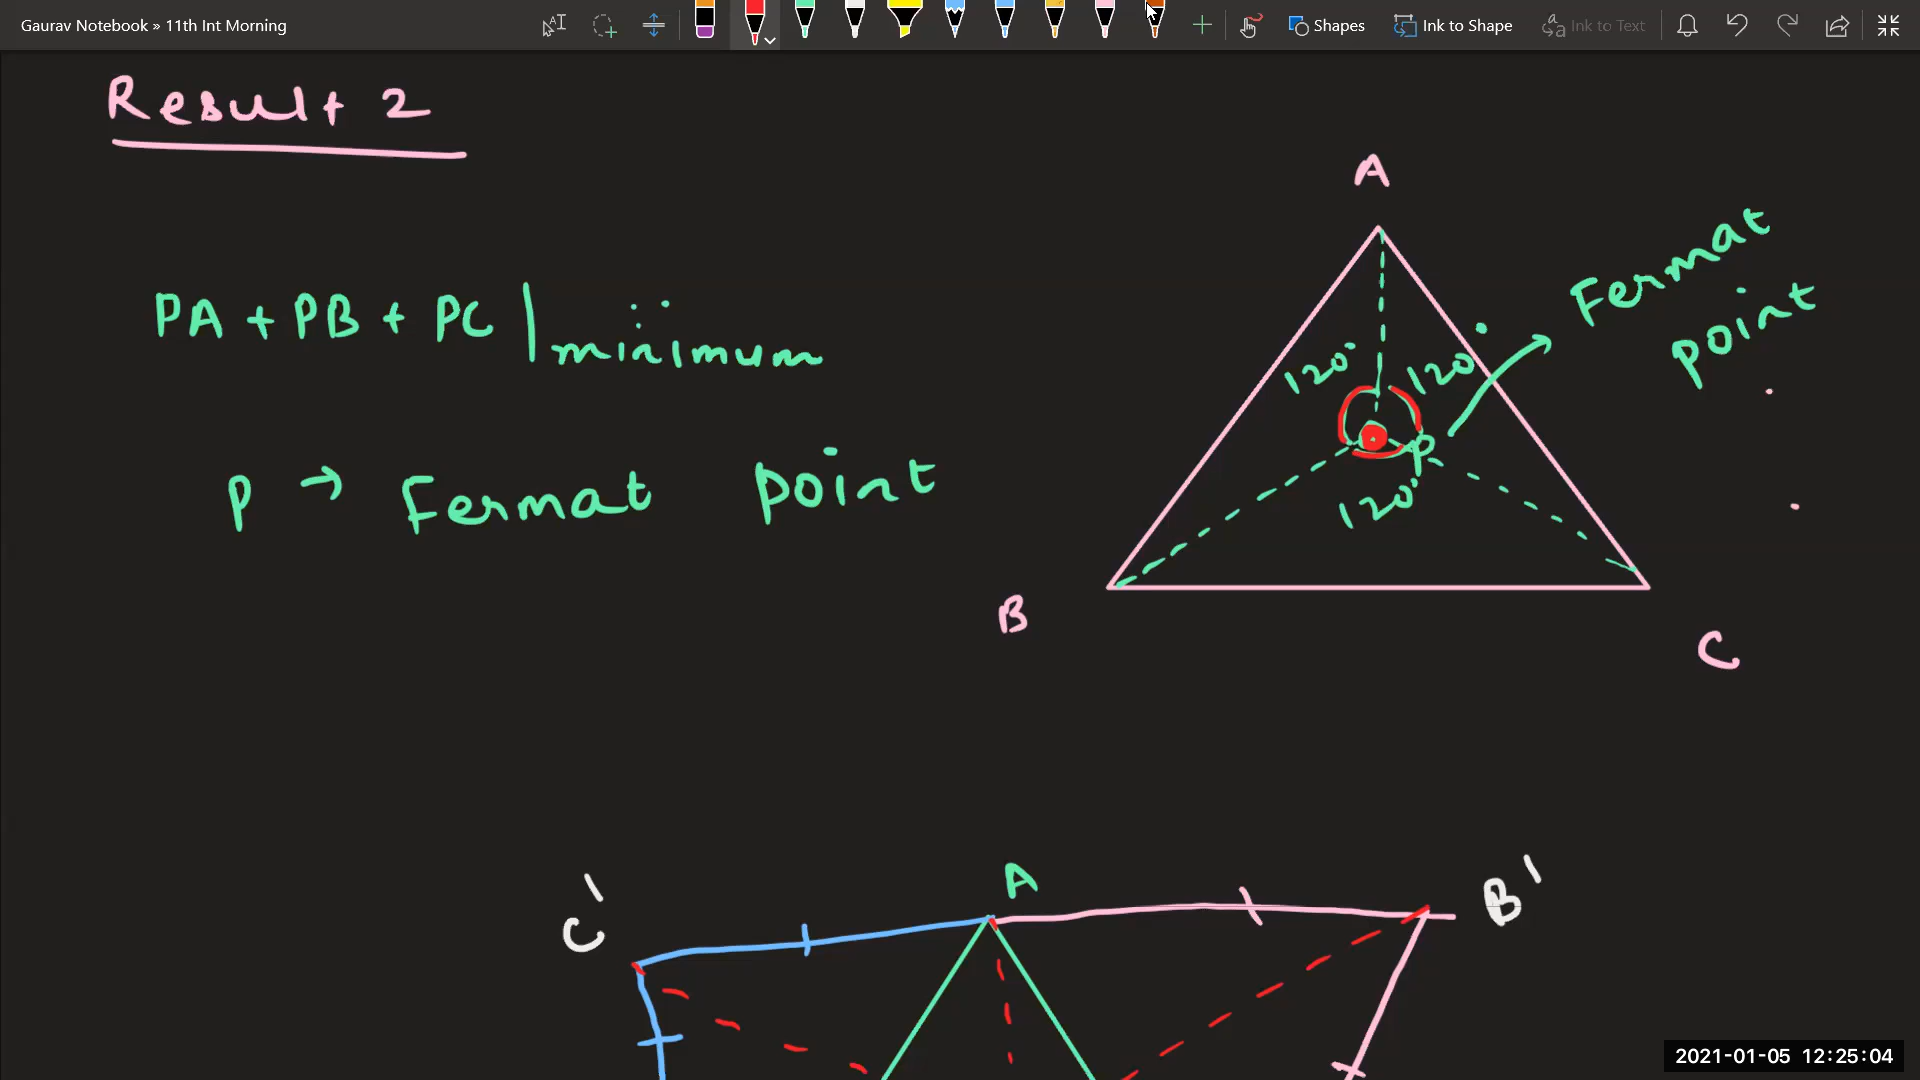 Gaurav Notebook » 11th Int Morning
Shapes
Ink to Shape
Ink to Text
Result 2
A
Fermat
point
PA + PB + PC | minimum
120°
120°
P
P → Fermat point
120°
B
C
A
B'
C'
2021-01-05 12:25:04